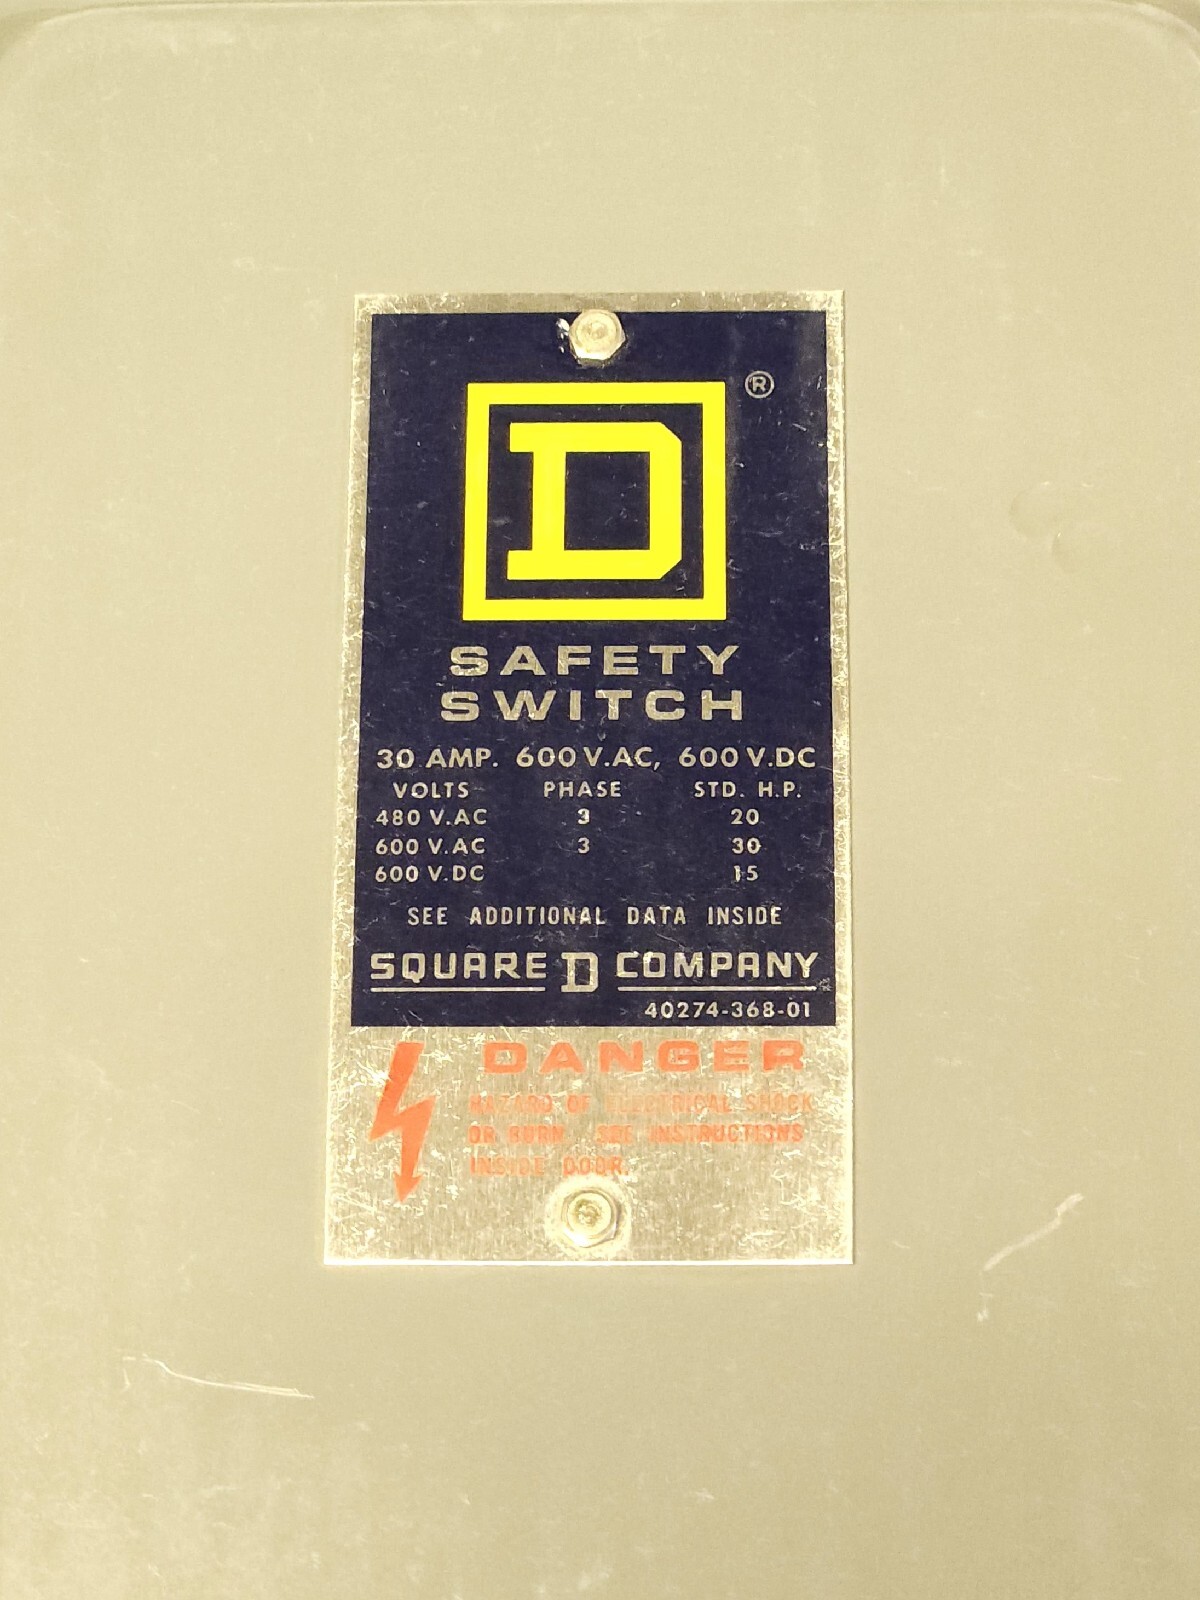 ®
D
SAFETY
SWITCH
30 AMP. 600 V.AC, 600 V.DC
VOLTS PHASE STD. H.P.
480 V.AC 3 20
600 V.AC 3 30
600 V.DC 15
SEE ADDITIONAL DATA INSIDE
SQUARE D COMPANY
40274-368-01
DANGER
HAZARD OF ELECTRICAL SHOCK
OR BURN SEE INSTRUCTIONS
INSIDE DOOR.